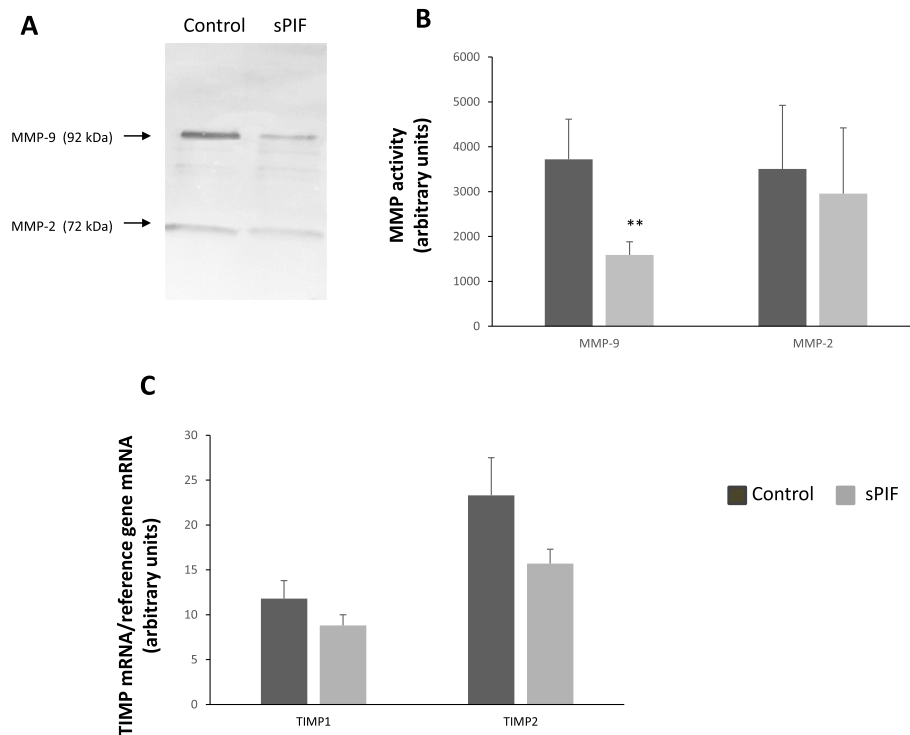 A
Control sPIF
MMP-9 (92 kDa)
MMP-2 (72 kDa)
B
MMP activity
(arbitrary units)
6000
5000
4000
3000
2000
1000
0
**
MMP-9 MMP-2
C
TIMP mRNA/reference gene mRNA
(arbitrary units)
30
25
20
15
10
5
0
TIMP1 TIMP2
Control sPIF